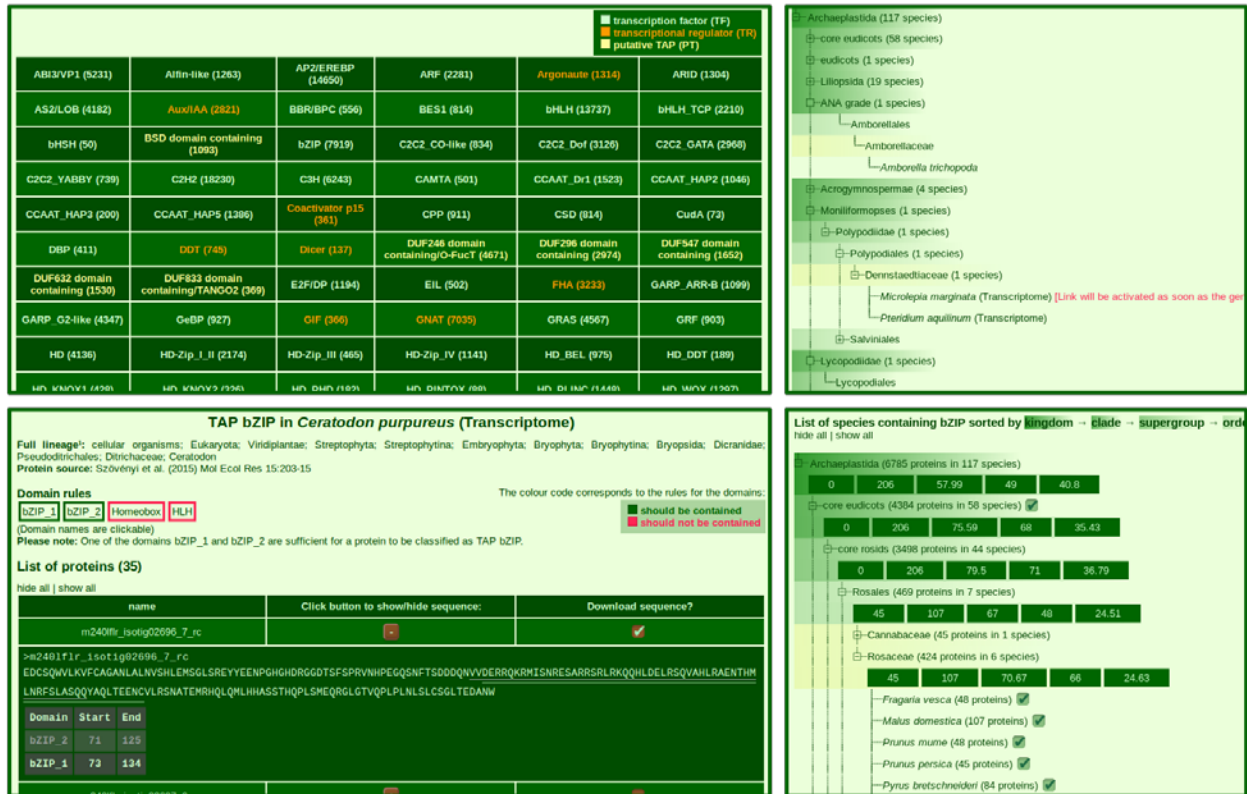 transcription factor (TF)
transcriptional regulator (TR)
putative TAP (PT)
ABI3/VP1 (5231) Alfin-like (1263) AP2/EREBP (14650) ARF (2281) Argonaute (1314) ARID (1304)
AS2/LOB (4182) Aux/IAA (2821) BBR/BPC (556) BES1 (814) bHLH (13737) bHLH_TCP (2210)
bHSH (50) BSD domain containing (1093) bZIP (7919) C2C2_CO-like (834) C2C2_Dof (3126) C2C2_GATA (2968)
C2C2_YABBY (739) C2H2 (18230) C3H (6243) CAMTA (501) CCAAT_Dr1 (1523) CCAAT_HAP2 (1046)
CCAAT_HAP3 (200) CCAAT_HAP5 (1386) Coactivator p15 (361) CPP (911) CSD (814) CudA (73)
DBP (411) DDT (745) Dicer (137) DUF246 domain containing/O-FucT (4671) DUF296 domain containing (2974) DUF547 domain containing (1652)
DUF632 domain containing (1530) DUF833 domain containing/TANGO2 (369) E2F/DP (1194) EIL (502) FHA (3233) GARP_ARR-B (1099)
GARP_G2-like (4347) GeBP (927) GIF (366) GNAT (7035) GRAS (4567) GRF (903)
HD (4136) HD-Zip_I_II (2174) HD-Zip_III (465) HD-Zip_IV (1141) HD_BEL (975) HD_DDT (189)
HD_KNOX1 (429) HD_KNOX2 (326) HD_PHD (182) HD_PINTOX (88) HD_PLINC (1448) HD_WOX (1297)
Archaeplastida (117 species)
core eudicots (58 species)
eudicots (1 species)
Liliopsida (19 species)
ANA grade (1 species)
Amborellales
Amborellaceae
Amborella trichopoda
Acrogymnospermae (4 species)
Moniliformopses (1 species)
Polypodiidae (1 species)
Polypodiales (1 species)
Dennstaedtiaceae (1 species)
Microlepia marginata (Transcriptome) [Link will be activated as soon as the ger
Pteridium aquilinum (Transcriptome)
Salviniales
Lycopodiidae (1 species)
Lycopodiales
TAP bZIP in Ceratodon purpureus (Transcriptome)
Full lineage¹: cellular organisms; Eukaryota; Viridiplantae; Streptophyta; Streptophytina; Embryophyta; Bryophyta; Bryophytina; Bryopsida; Dicranidae;
Pseudoditrichales; Ditrichaceae; Ceratodon
Protein source: Szövényi et al. (2015) Mol Ecol Res 15:203-15
Domain rules
The colour code corresponds to the rules for the domains:
bZIP_1 bZIP_2 Homeobox HLH
should be contained
should not be contained
(Domain names are clickable)
Please note: One of the domains bZIP_1 and bZIP_2 are sufficient for a protein to be classified as TAP bZIP.
List of proteins (35)
hide all | show all
name Click button to show/hide sequence: Download sequence?
m240lflr_isotig02696_7_rc -
>m240lflr_isotig02696_7_rc
EDCSQWVLKVFCAGANLALNVSHLEMSGLSREYYEENPGHGHDRGGDTSFSPRVNHPEGQSNFTSDDDQNVVDERRQKRMISNRESARRSRLRKQQHLDELRSQVAHLRAENTHM
LNRFSLASQQYAQLTEENCVLRSNATEMRHQLQMLHHASSTHQPLSMEQRGLGTVQPLPLNLSLCSGLTEDANW
Domain Start End
bZIP_2 71 125
bZIP_1 73 134
List of species containing bZIP sorted by kingdom → clade → supergroup → orde
hide all | show all
Archaeplastida (6785 proteins in 117 species)
0 206 57.99 49 40.8
core eudicots (4384 proteins in 58 species)
0 206 75.59 68 35.43
core rosids (3498 proteins in 44 species)
0 206 79.5 71 36.79
Rosales (469 proteins in 7 species)
45 107 67 48 24.51
Cannabaceae (45 proteins in 1 species)
Rosaceae (424 proteins in 6 species)
45 107 70.67 66 24.63
Fragaria vesca (48 proteins)
Malus domestica (107 proteins)
Prunus mume (48 proteins)
Prunus persica (45 proteins)
Pyrus bretschneideri (84 proteins)